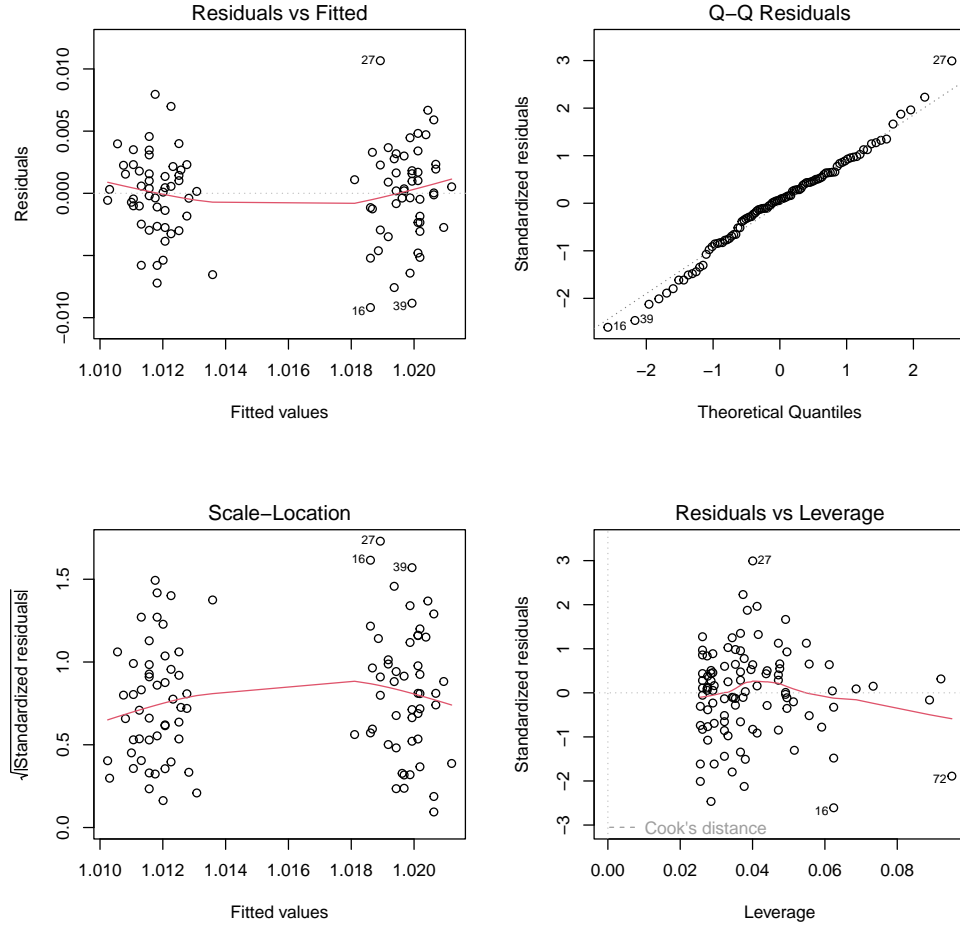 Residuals vs Fitted
Residuals
0.010
0.005
0.000
−0.010
27
16
39
1.010 1.012 1.014 1.016 1.018 1.020
Fitted values
Q−Q Residuals
Standardized residuals
3
2
1
0
−1
−2
27
16
39
−2 −1 0 1 2
Theoretical Quantiles
Scale−Location
√|Standardized residuals|
1.5
1.0
0.5
0.0
27
16
39
1.010 1.012 1.014 1.016 1.018 1.020
Fitted values
Residuals vs Leverage
Standardized residuals
3
2
1
0
−1
−2
−3
27
72
16
Cook's distance
0.00 0.02 0.04 0.06 0.08
Leverage